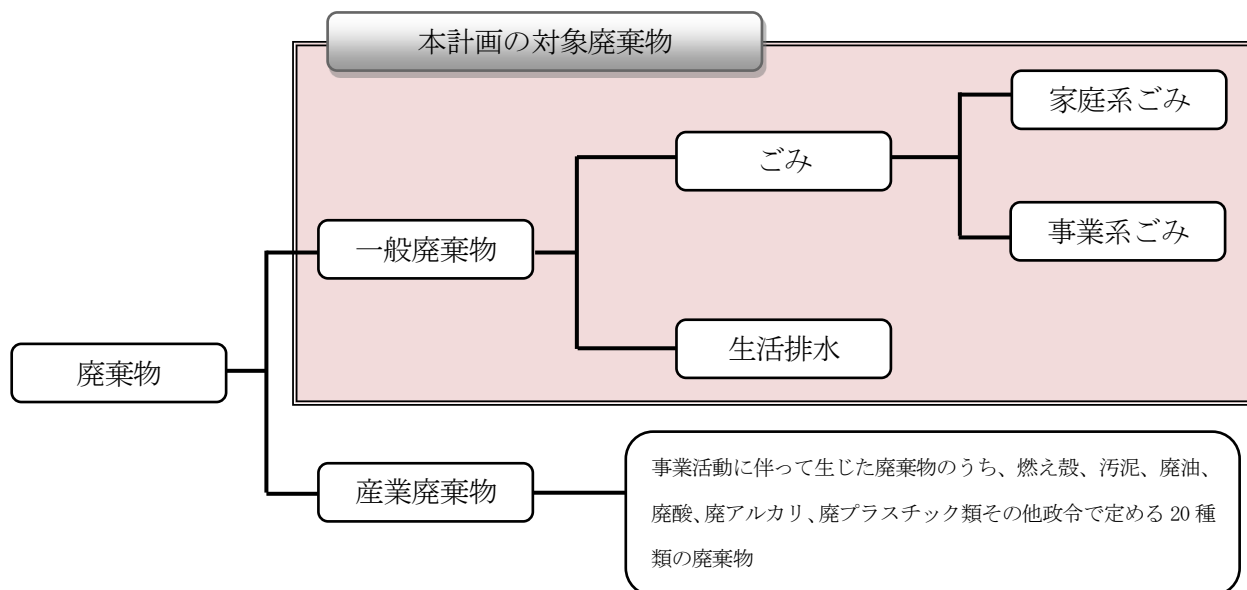 本計画の対象廃棄物
家庭系ごみ
ごみ
事業系ごみ
一般廃棄物
生活排水
廃棄物
産業廃棄物
事業活動に伴って生じた廃棄物のうち、燃え殻、汚泥、廃油、
廃酸、廃アルカリ、廃プラスチック類その他政令で定める 20 種
類の廃棄物